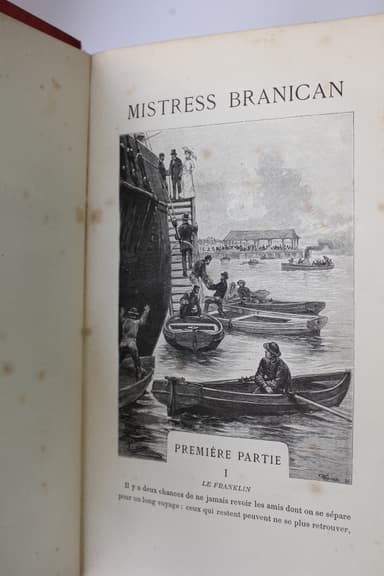 MISTRESS BRANICAN
PREMIÈRE PARTIE
I
LE FRANKLIN
Il y a deux chances de ne jamais revoir les amis dont on se sépare
pour un long voyage : ceux qui restent peuvent ne se plus retrouver,